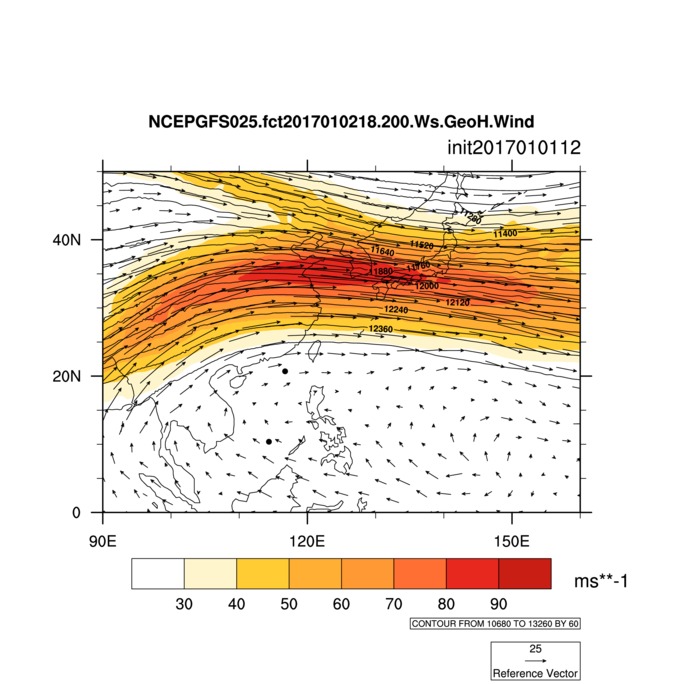 NCEPGFS025.fct2017010218.200.Ws.GeoH.Wind
init2017010112
40N
20N
0
11280
11400
11520
11640
11760
11880
12000
12120
12240
12360
90E 120E 150E
ms**-1
30 40 50 60 70 80 90
CONTOUR FROM 10680 TO 13260 BY 60
25
Reference Vector